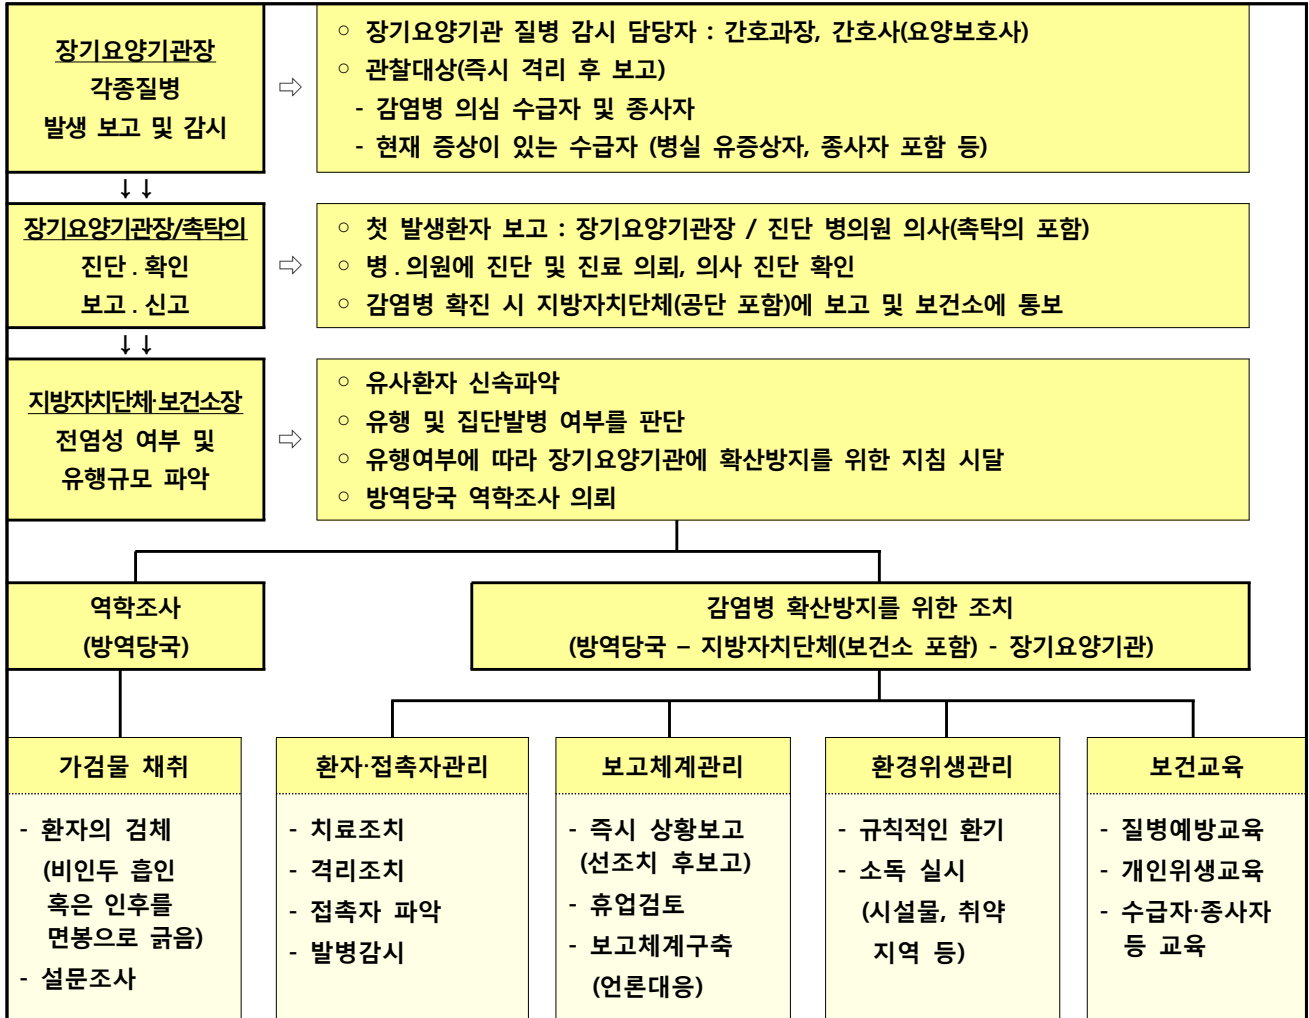 장기요양기관장
각종질병
발생 보고 및 감시
⇨
○ 장기요양기관 질병 감시 담당자 : 간호과장, 간호사(요양보호사)
○ 관찰대상(즉시 격리 후 보고)
- 감염병 의심 수급자 및 종사자
- 현재 증상이 있는 수급자 (병실 유증상자, 종사자 포함 등)
↓↓
장기요양기관장/촉탁의
진단 . 확인
보고 . 신고
⇨
○ 첫 발생환자 보고 : 장기요양기관장 / 진단 병의원 의사(촉탁의 포함)
○ 병 . 의원에 진단 및 진료 의뢰, 의사 진단 확인
○ 감염병 확진 시 지방자치단체(공단 포함)에 보고 및 보건소에 통보
↓↓
지방자치단체·보건소장
전염성 여부 및
유행규모 파악
⇨
○ 유사환자 신속파악
○ 유행 및 집단발병 여부를 판단
○ 유행여부에 따라 장기요양기관에 확산방지를 위한 지침 시달
○ 방역당국 역학조사 의뢰
역학조사
(방역당국)
감염병 확산방지를 위한 조치
(방역당국 – 지방자치단체(보건소 포함) - 장기요양기관)
가검물 채취
- 환자의 검체
(비인두 흡인
혹은 인후를
면봉으로 긁음)
- 설문조사
환자·접촉자관리
- 치료조치
- 격리조치
- 접촉자 파악
- 발병감시
보고체계관리
- 즉시 상황보고
(선조치 후보고)
- 휴업검토
- 보고체계구축
(언론대응)
환경위생관리
- 규칙적인 환기
- 소독 실시
(시설물, 취약
지역 등)
보건교육
- 질병예방교육
- 개인위생교육
- 수급자·종사자
등 교육